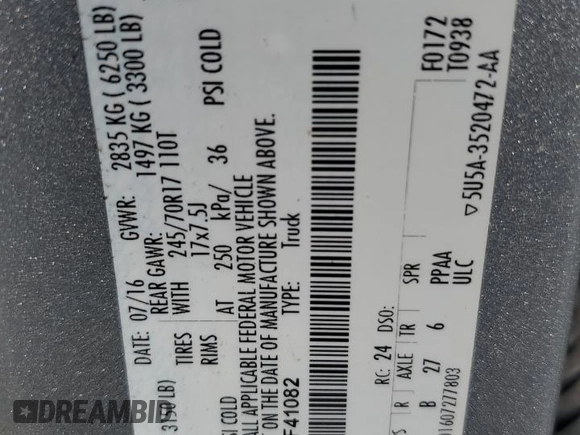 DATE: 07/16 GVWR: 2835 KG ( 6250 LB)
REAR GAWR: 1497 KG ( 3300 LB)
TIRES WITH 245/70R17 110T
RIMS 17x7.5J
PSI COLD AT 250 kPa/ 36 PSI COLD
ALL APPLICABLE FEDERAL MOTOR VEHICLE
ON THE DATE OF MANUFACTURE SHOWN ABOVE.
41082 TYPE: Truck
RC: 24 DSO: F0172
T0938
R AXLE TR SPR
B 27 6 PPAA
ULC
1607277803
▽5U5A-3520472-AA
DREAMBID